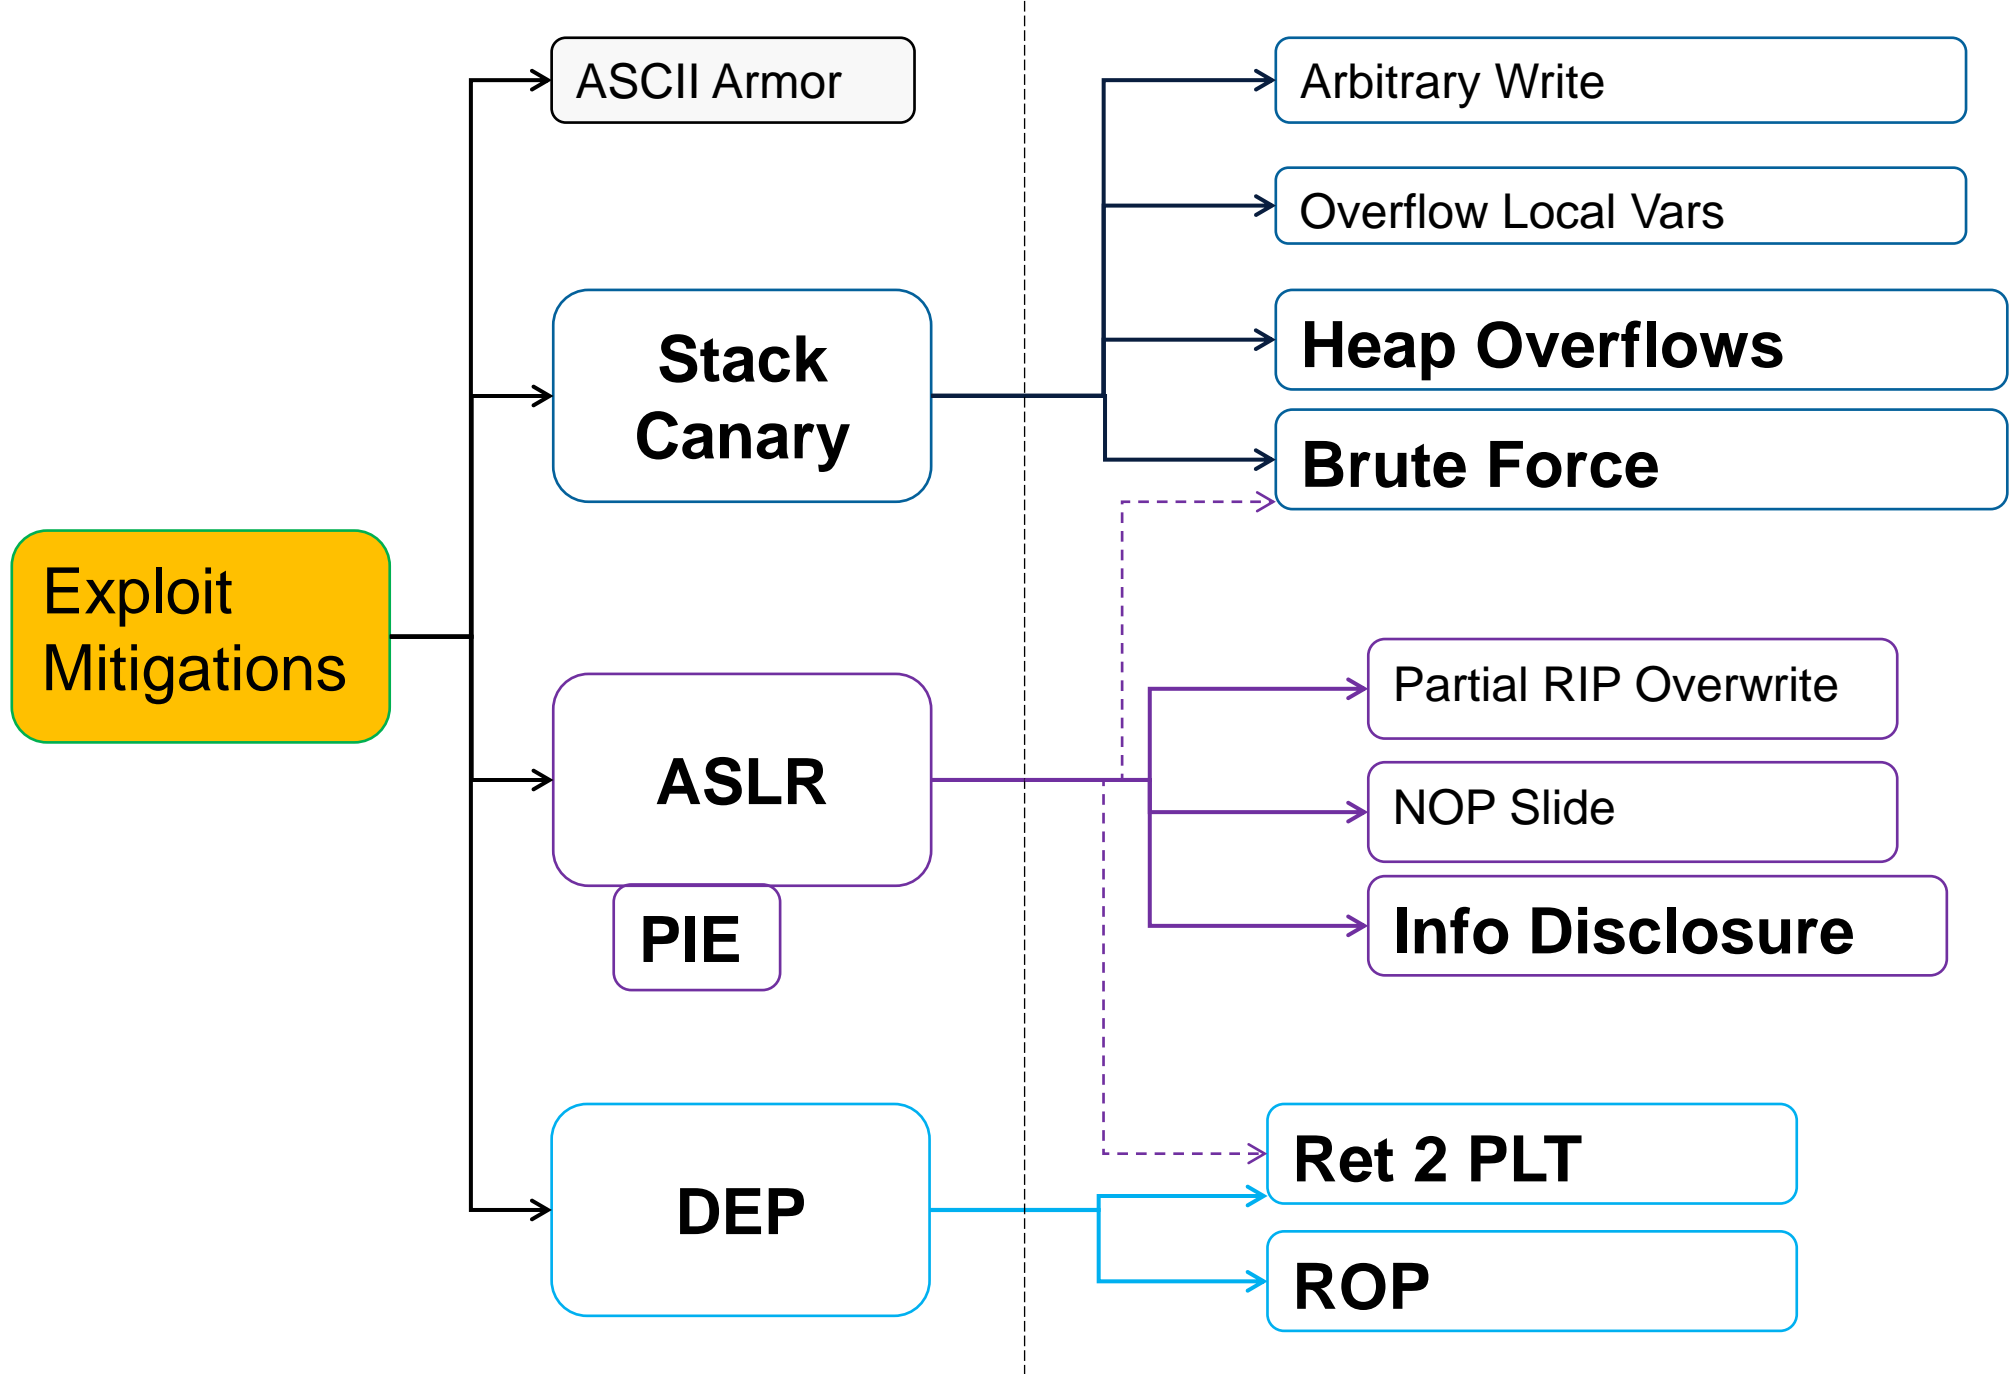 ASCII Armor
Arbitrary Write
Overflow Local Vars
Stack
Canary
Heap Overflows
Brute Force
Exploit
Mitigations
Partial RIP Overwrite
ASLR
NOP Slide
PIE
Info Disclosure
DEP
Ret 2 PLT
ROP